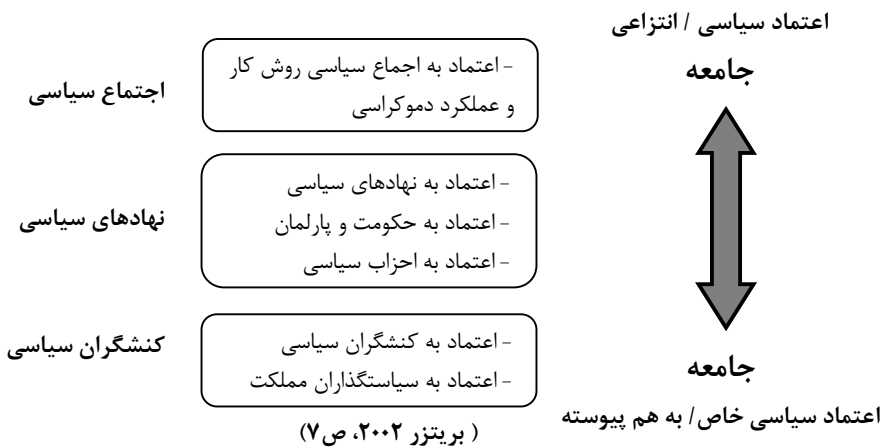 اعتماد سیاسی / انتزاعی
جامعه
- اعتماد به اجماع سیاسی روش کار
و عملکرد دموکراسی
اجتماع سیاسی
- اعتماد به نهادهای سیاسی
- اعتماد به حکومت و پارلمان
- اعتماد به احزاب سیاسی
نهادهای سیاسی
- اعتماد به کنشگران سیاسی
- اعتماد به سیاستگذاران مملکت
کنشگران سیاسی
جامعه
اعتماد سیاسی خاص/ به هم پیوسته
( بریتزر ۲۰۰۲، ص۷)